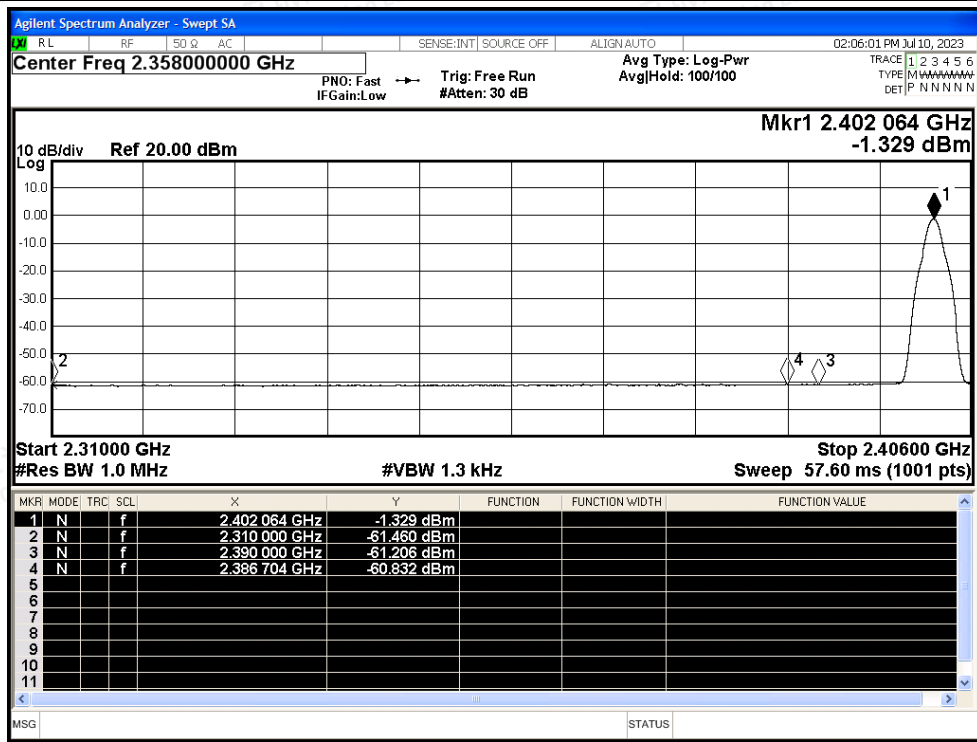 Agilent Spectrum Analyzer - Swept SA
LXI RL RF 50 Ω AC SENSE:INT SOURCE OFF ALIGN AUTO 02:06:01 PM Jul 10, 2023
Center Freq 2.358000000 GHz
PNO: Fast
IFGain:Low
Trig: Free Run
#Atten: 30 dB
Avg Type: Log-Pwr
Avg|Hold: 100/100
TRACE 1 2 3 4 5 6
TYPE M
DET P N N N N N
Mkr1 2.402 064 GHz
-1.329 dBm
10 dB/div Ref 20.00 dBm
Log
10.0
0.00
-10.0
-20.0
-30.0
-40.0
-50.0
-60.0
-70.0
1
2
4
3
Start 2.31000 GHz Stop 2.40600 GHz
#Res BW 1.0 MHz #VBW 1.3 kHz Sweep 57.60 ms (1001 pts)
MKR MODE TRC SCL X Y FUNCTION FUNCTION WIDTH FUNCTION VALUE
1 N f 2.402 064 GHz -1.329 dBm
2 N f 2.310 000 GHz -61.460 dBm
3 N f 2.390 000 GHz -61.206 dBm
4 N f 2.386 704 GHz -60.832 dBm
5
6
7
8
9
10
11
MSG STATUS